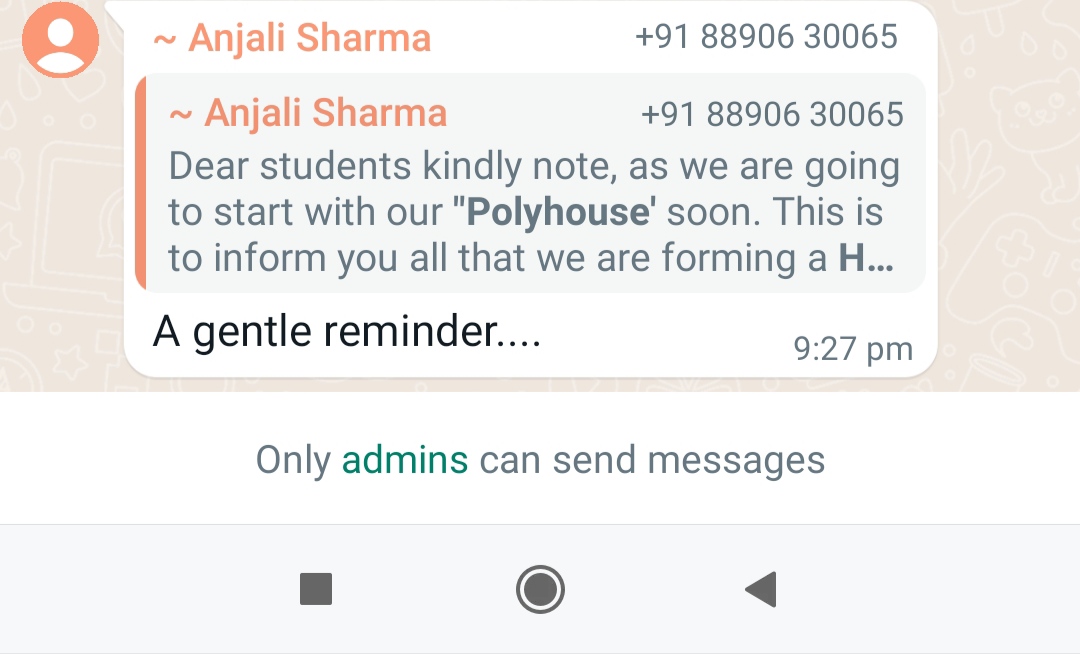 ~ Anjali Sharma +91 88906 30065
~ Anjali Sharma +91 88906 30065
Dear students kindly note, as we are going
to start with our "Polyhouse' soon. This is
to inform you all that we are forming a H...
A gentle reminder....
9:27 pm
Only admins can send messages